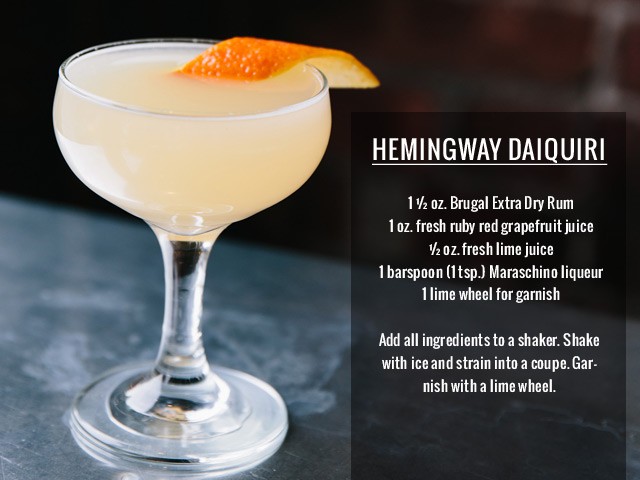 HEMINGWAY DAIQUIRI
1 ½ oz. Brugal Extra Dry Rum
1 oz. fresh ruby red grapefruit juice
½ oz. fresh lime juice
1 barspoon (1 tsp.) Maraschino liqueur
1 lime wheel for garnish
Add all ingredients to a shaker. Shake
with ice and strain into a coupe. Gar-
nish with a lime wheel.